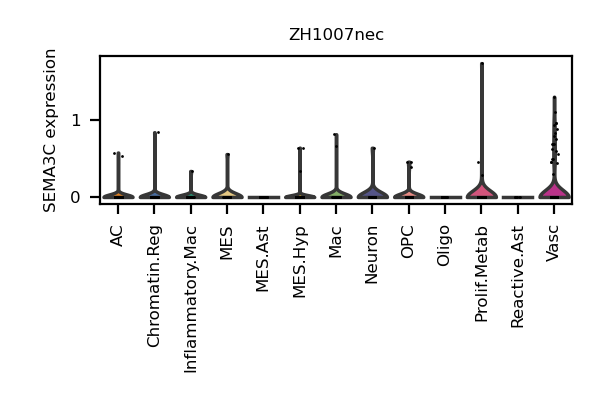 ZH1007nec
SEMA3C expression
1
0
AC
Chromatin.Reg
Inflammatory.Mac
MES
MES.Ast
MES.Hyp
Mac
Neuron
OPC
Oligo
Prolif.Metab
Reactive.Ast
Vasc